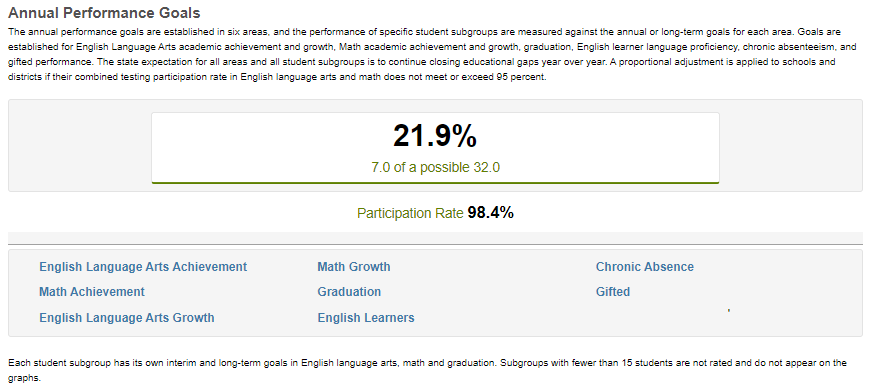 Annual Performance Goals
The annual performance goals are established in six areas, and the performance of specific student subgroups are measured against the annual or long-term goals for each area. Goals are
established for English Language Arts academic achievement and growth, Math academic achievement and growth, graduation, English learner language proficiency, chronic absenteeism, and
gifted performance. The state expectation for all areas and all student subgroups is to continue closing educational gaps year over year. A proportional adjustment is applied to schools and
districts if their combined testing participation rate in English language arts and math does not meet or exceed 95 percent.
21.9%
7.0 of a possible 32.0
Participation Rate 98.4%
English Language Arts Achievement
Math Achievement
English Language Arts Growth
Math Growth
Graduation
English Learners
Chronic Absence
Gifted
Each student subgroup has its own interim and long-term goals in English language arts, math and graduation. Subgroups with fewer than 15 students are not rated and do not appear on the
graphs.